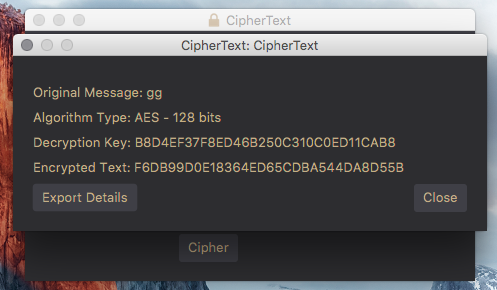 CipherText
CipherText: CipherText
Original Message: gg
Algorithm Type: AES - 128 bits
Decryption Key: B8D4EF37F8ED46B250C310C0ED11CAB8
Encrypted Text: F6DB99D0E18364ED65CDBA544DA8D55B
Export Details
Close
Cipher